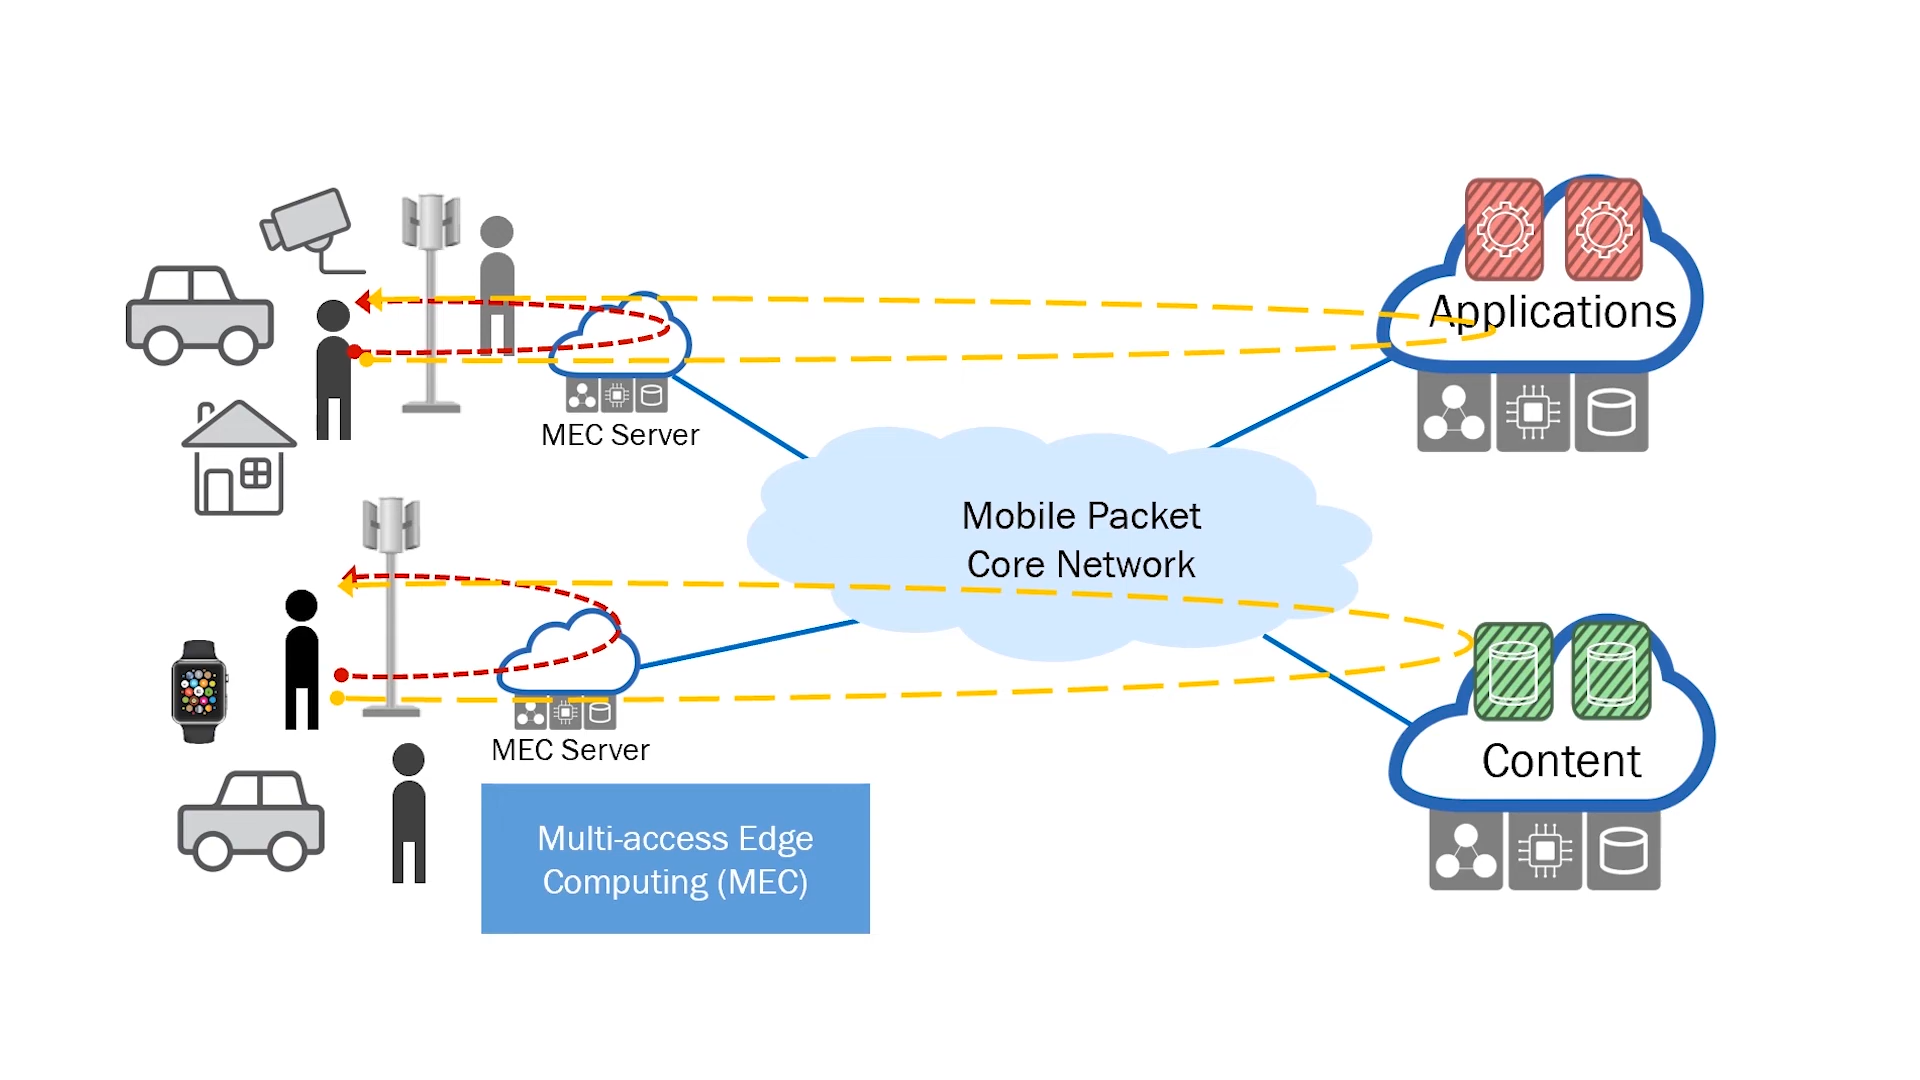 Applications
MEC Server
Mobile Packet
Core Network
MEC Server
Content
Multi-access Edge
Computing (MEC)